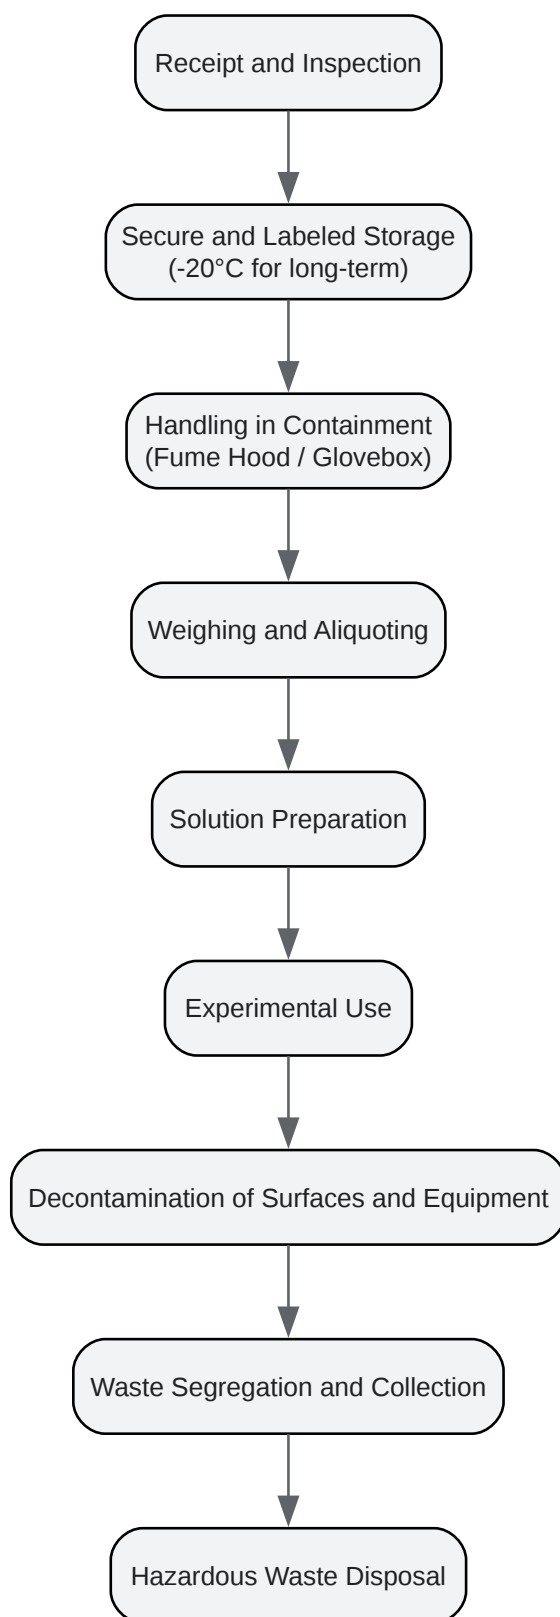 Receipt and Inspection
Secure and Labeled Storage
(-20°C for long-term)
Handling in Containment
(Fume Hood / Glovebox)
Weighing and Aliquoting
Solution Preparation
Experimental Use
Decontamination of Surfaces and Equipment
Waste Segregation and Collection
Hazardous Waste Disposal